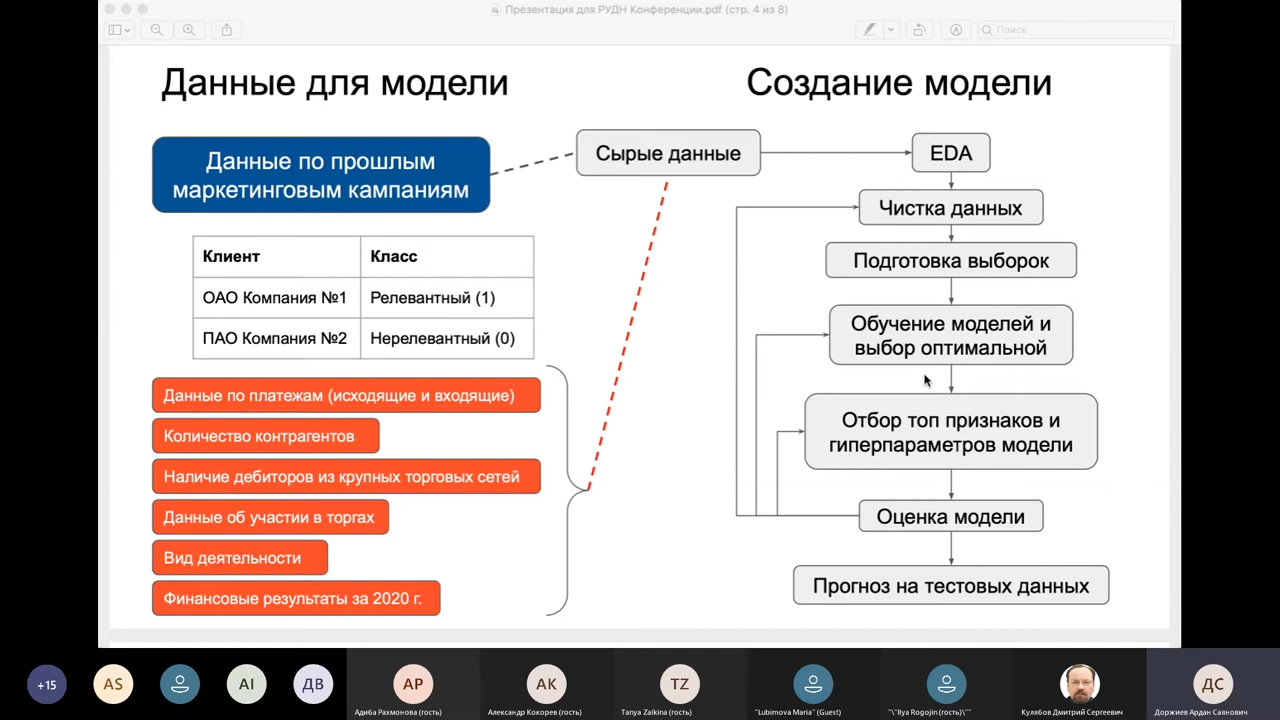 Презентация для РУДН Конференции.pdf (стр. 4 из 8)
Поиск
Данные для модели
Создание модели
Данные по прошлым
маркетинговым кампаниям
Сырые данные
EDA
Чистка данных
Подготовка выборок
Обучение моделей и
выбор оптимальной
Отбор топ признаков и
гиперпараметров модели
Оценка модели
Прогноз на тестовых данных
Клиент Класс
ОАО Компания №1 Релевантный (1)
ПАО Компания №2 Нерелевантный (0)
Данные по платежам (исходящие и входящие)
Количество контрагентов
Наличие дебиторов из крупных торговых сетей
Данные об участии в торгах
Вид деятельности
Финансовые результаты за 2020 г.
+15 AS AI ДВ АР АК TZ ДС
Адиба Рахмонова (гость) Александр Кокорев (гость) Tanya Zaikina (гость) "Lubimova Maria" (Guest) "\"Ilya Rogojin (гость)\"" Кулябов Дмитрий Сергеевич Доржиев Ардан Саянович